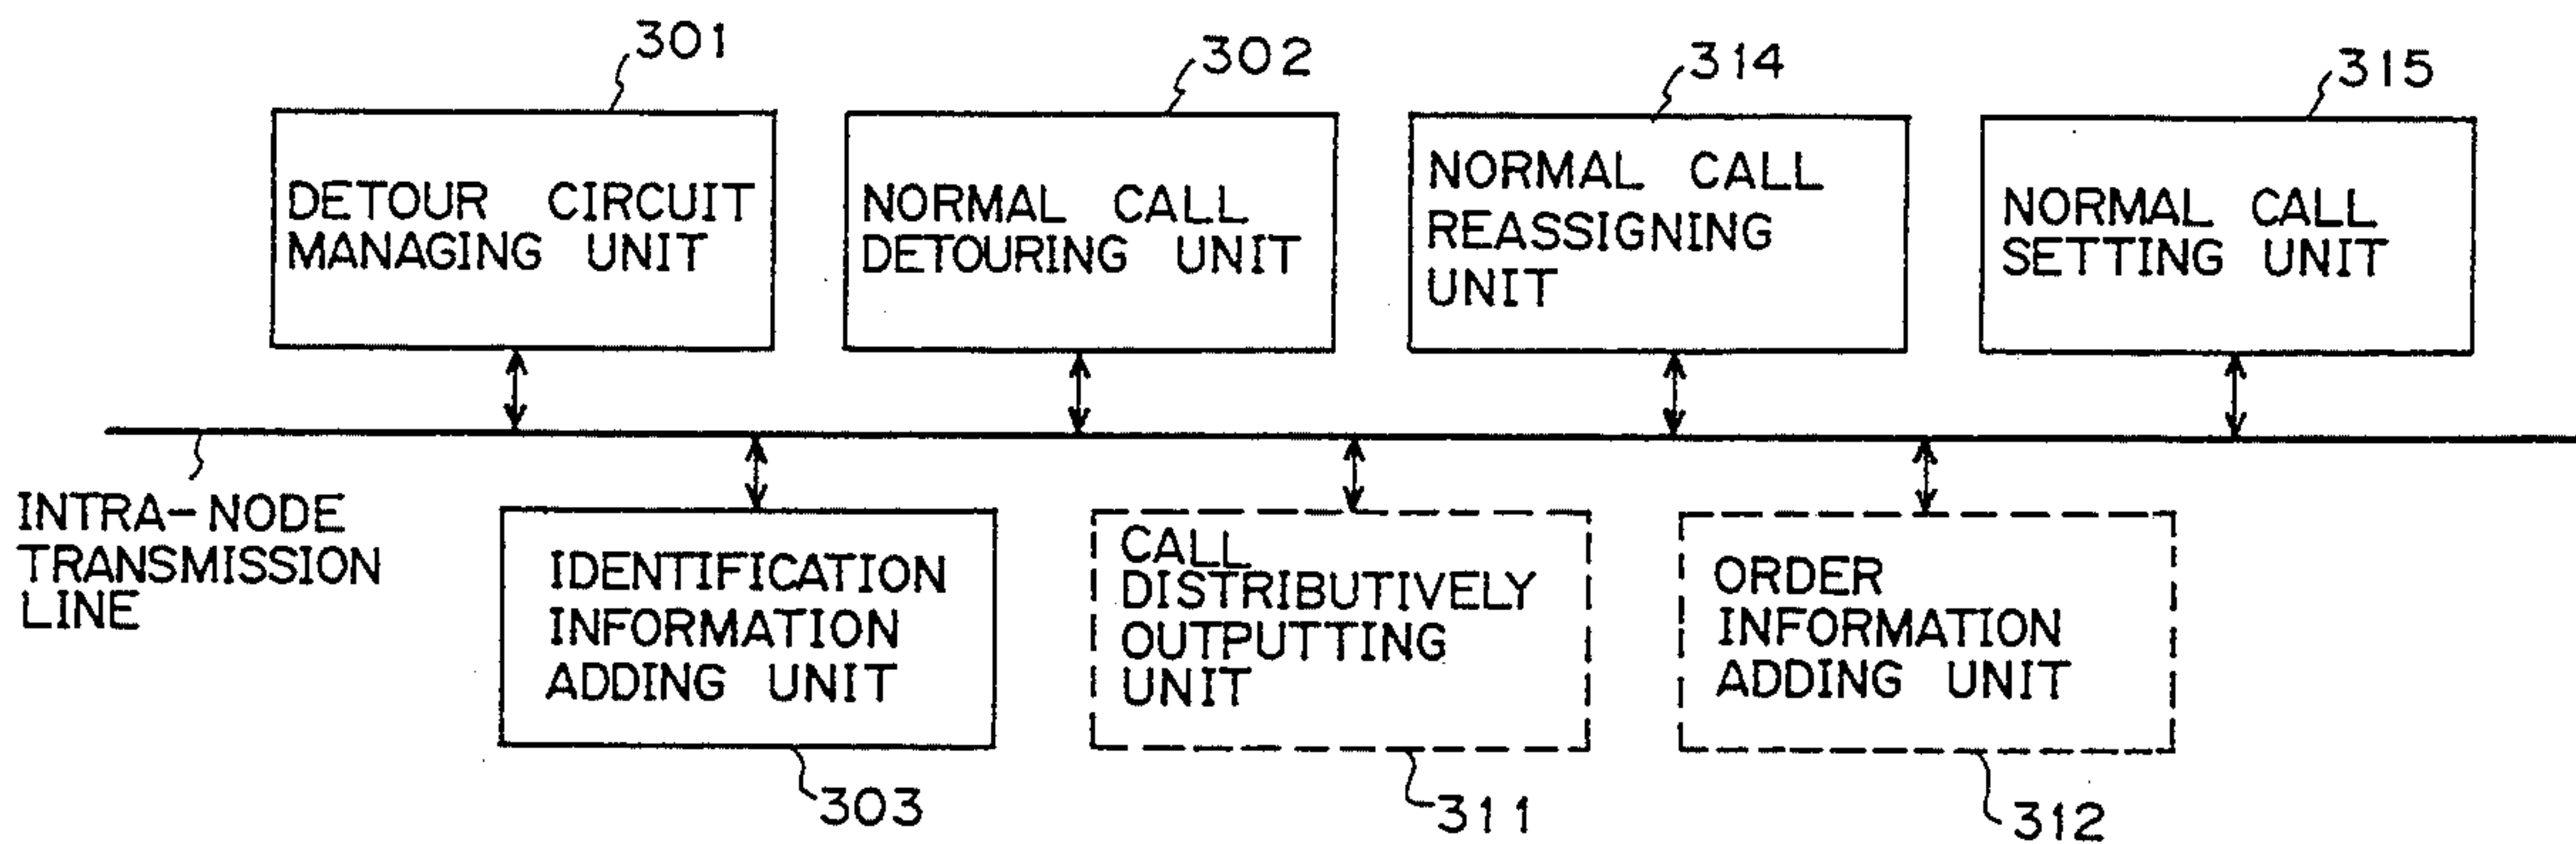 301
302
314
315
DETOUR CIRCUIT
MANAGING UNIT
NORMAL CALL
DETOURING UNIT
NORMAL CALL
REASSIGNING
UNIT
NORMAL CALL
SETTING UNIT
INTRA-NODE
TRANSMISSION
LINE
IDENTIFICATION
INFORMATION
ADDING UNIT
CALL
DISTRIBUTIVELY
OUTPUTTING
UNIT
ORDER
INFORMATION
ADDING UNIT
303
311
312